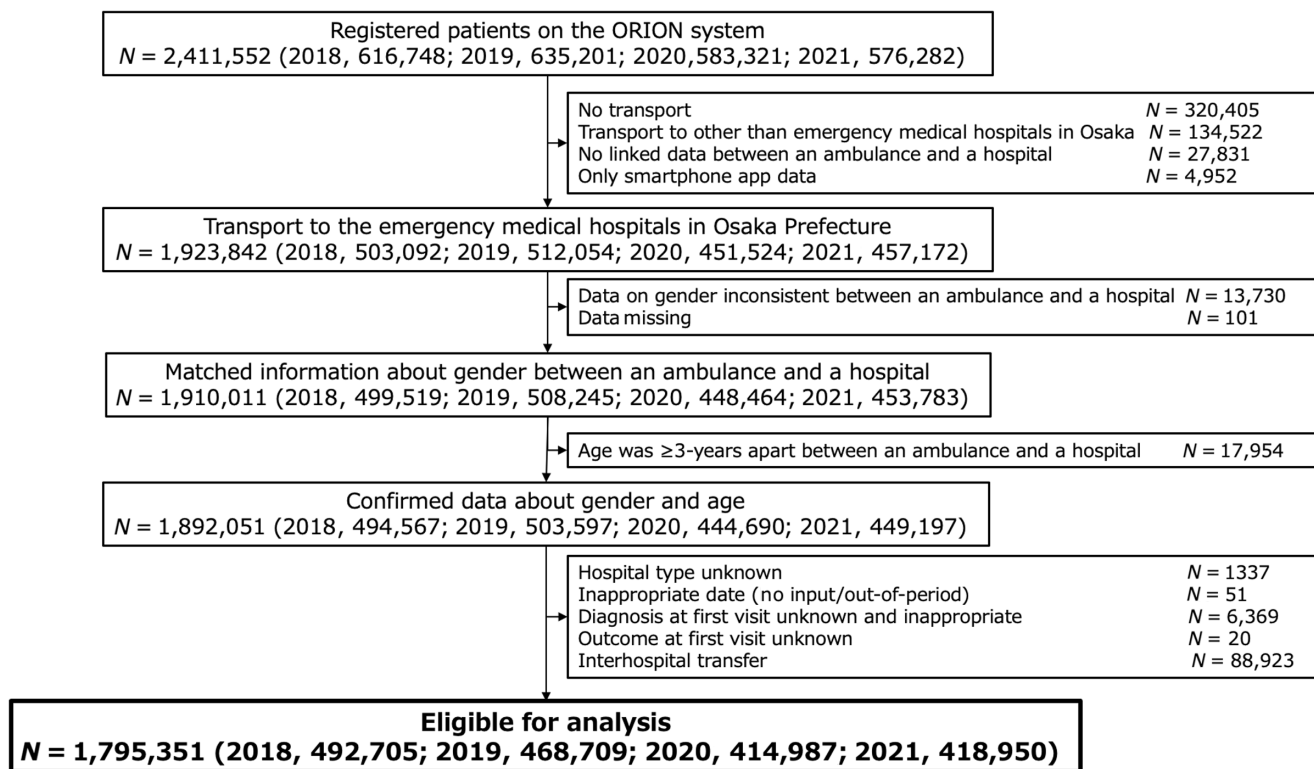 Registered patients on the ORION system
N = 2,411,552 (2018, 616,748; 2019, 635,201; 2020,583,321; 2021, 576,282)
No transport N = 320,405
Transport to other than emergency medical hospitals in Osaka N = 134,522
No linked data between an ambulance and a hospital N = 27,831
Only smartphone app data N = 4,952
Transport to the emergency medical hospitals in Osaka Prefecture
N = 1,923,842 (2018, 503,092; 2019, 512,054; 2020, 451,524; 2021, 457,172)
Data on gender inconsistent between an ambulance and a hospital N = 13,730
Data missing N = 101
Matched information about gender between an ambulance and a hospital
N = 1,910,011 (2018, 499,519; 2019, 508,245; 2020, 448,464; 2021, 453,783)
Age was ≥3-years apart between an ambulance and a hospital N = 17,954
Confirmed data about gender and age
N = 1,892,051 (2018, 494,567; 2019, 503,597; 2020, 444,690; 2021, 449,197)
Hospital type unknown N = 1337
Inappropriate date (no input/out-of-period) N = 51
Diagnosis at first visit unknown and inappropriate N = 6,369
Outcome at first visit unknown N = 20
Interhospital transfer N = 88,923
Eligible for analysis
N = 1,795,351 (2018, 492,705; 2019, 468,709; 2020, 414,987; 2021, 418,950)